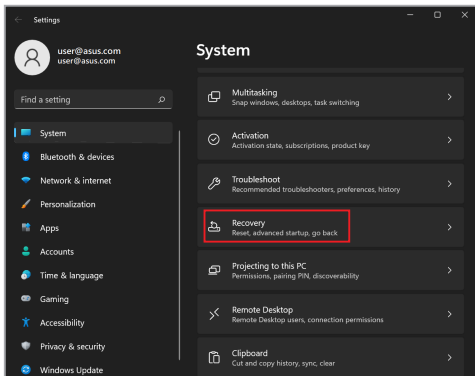 Settings
user@asus.com
user@asus.com
Find a setting
System
Bluetooth & devices
Network & internet
Personalization
Apps
Accounts
Time & language
Gaming
Accessibility
Privacy & security
Windows Update
System
Multitasking
Snap windows, desktops, task switching
Activation
Activation state, subscriptions, product key
Troubleshoot
Recommended troubleshooters, preferences, history
Recovery
Reset, advanced startup, go back
Projecting to this PC
Permissions, pairing PIN, discoverability
Remote Desktop
Remote Desktop users, connection permissions
Clipboard
Cut and copy history, sync, clear